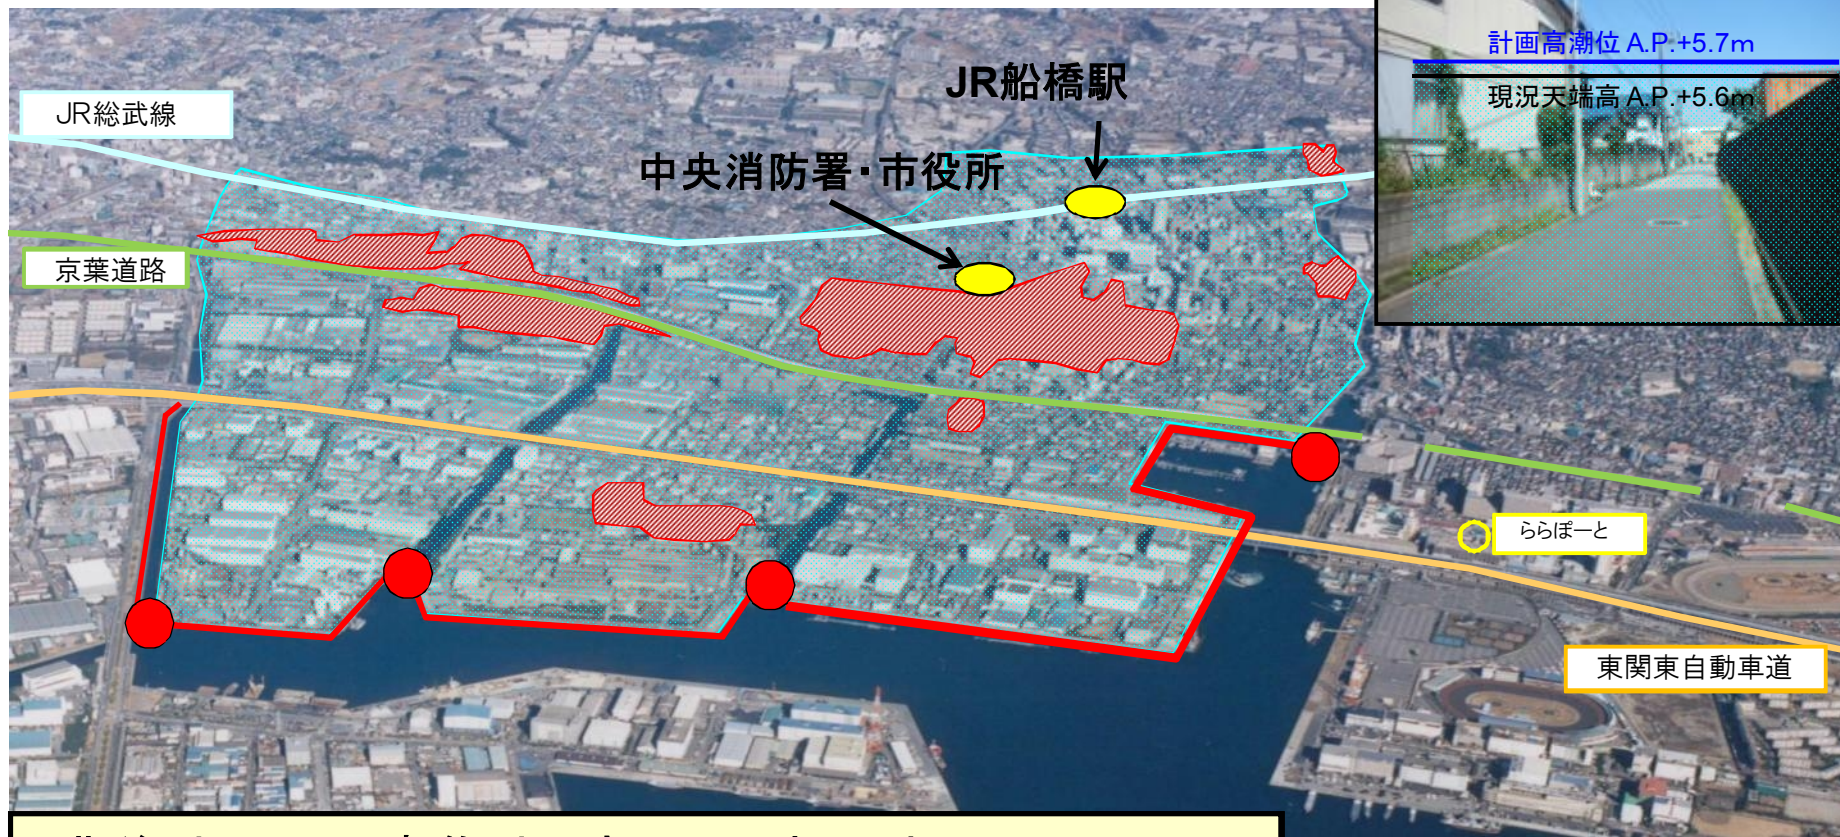 計画高潮位 A.P.+5.7m
現況天端高 A.P.+5.6m
JR船橋駅
JR総武線
中央消防署・市役所
京葉道路
ららぽーと
東関東自動車道